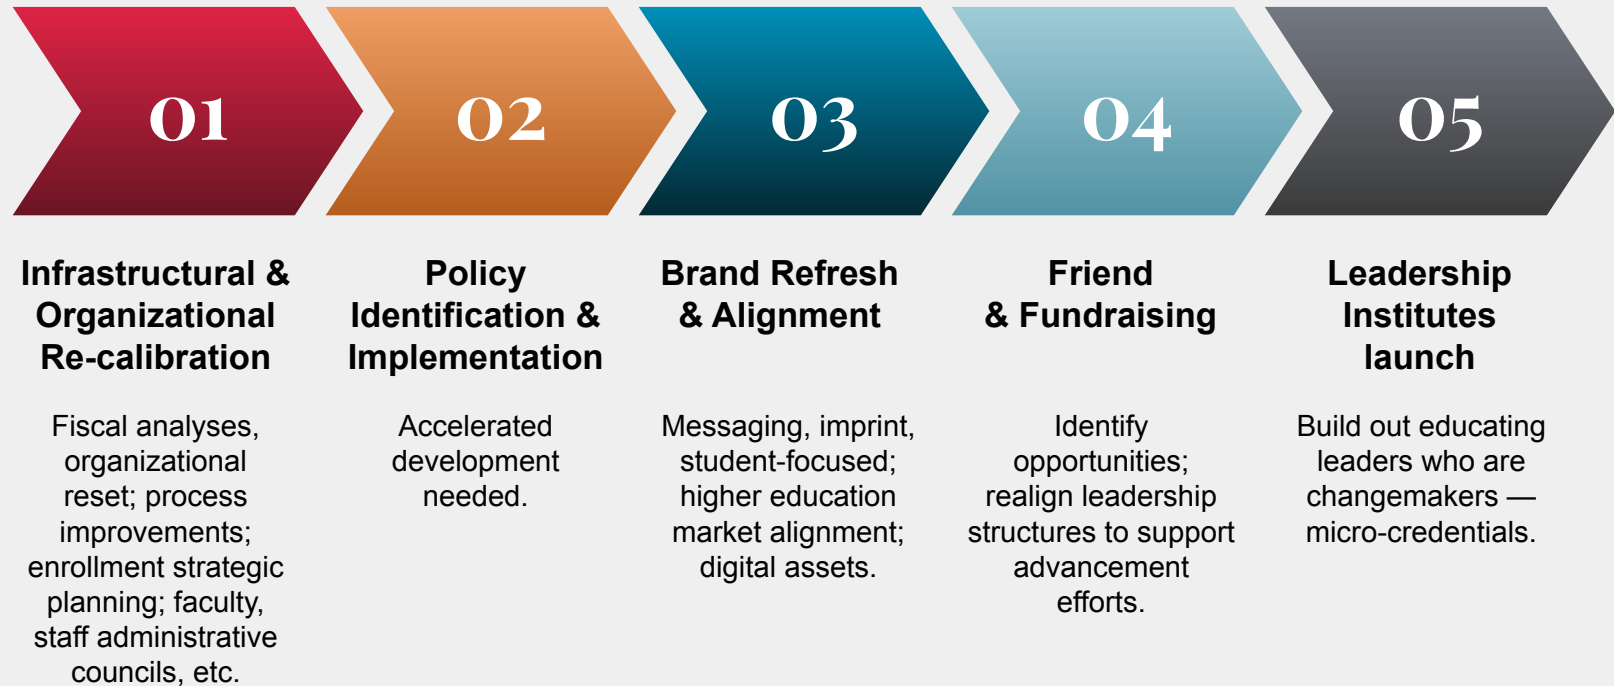 01
02
03
04
05
Infrastructural &
Organizational
Re-calibration
Fiscal analyses,
organizational
reset; process
improvements;
enrollment strategic
planning; faculty,
staff administrative
councils, etc.
Policy
Identification &
Implementation
Accelerated
development
needed.
Brand Refresh
& Alignment
Messaging, imprint,
student-focused;
higher education
market alignment;
digital assets.
Friend
& Fundraising
Identify
opportunities;
realign leadership
structures to support
advancement
efforts.
Leadership
Institutes
launch
Build out educating
leaders who are
changemakers —
micro-credentials.